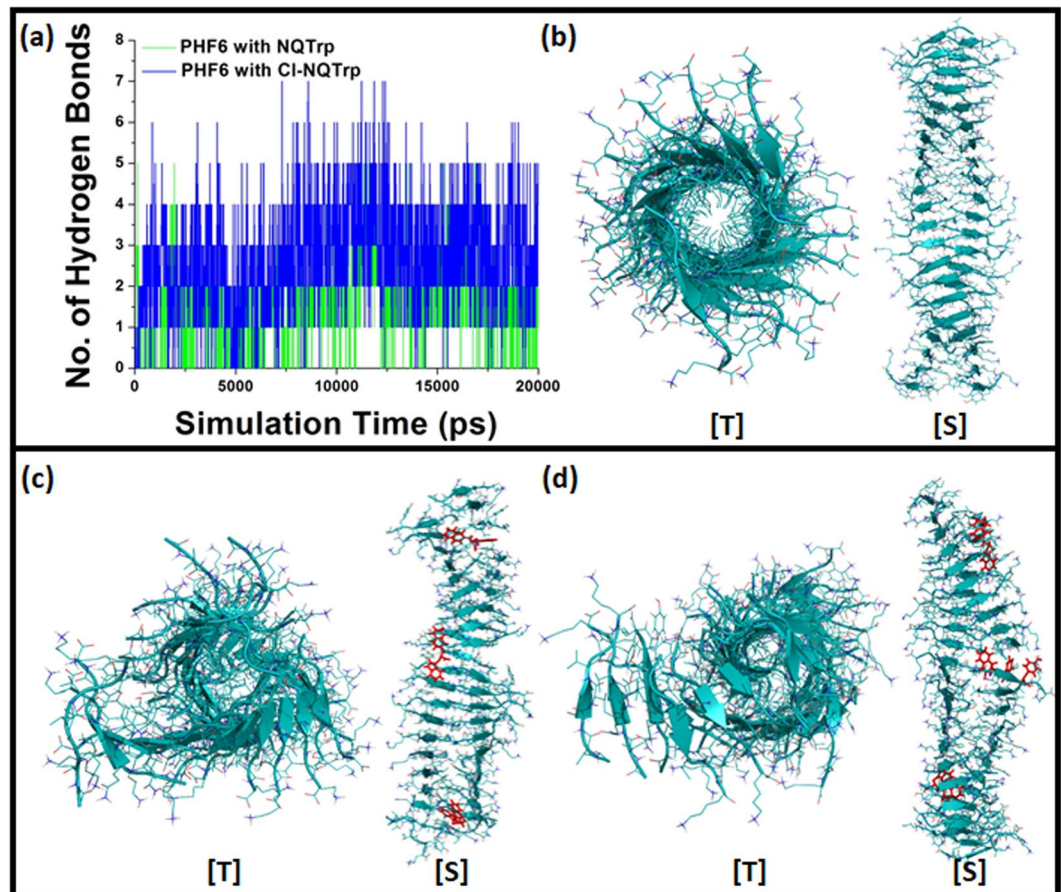 (a)
PHF6 with NQTrp
PHF6 with Cl-NQTrp
No. of Hydrogen Bonds
8
7
6
5
4
3
2
1
0
0 5000 10000 15000 20000
Simulation Time (ps)
(b)
[T] [S]
(c)
[T] [S]
(d)
[T] [S]